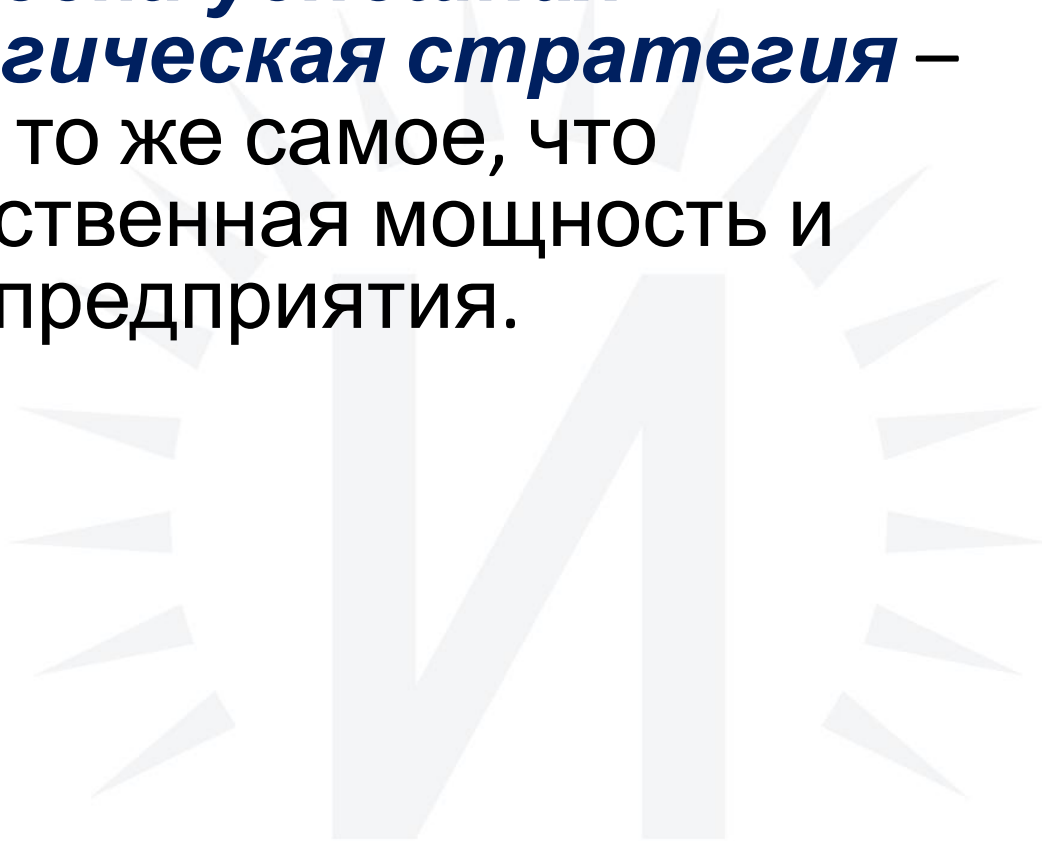 гическая стратегия –
то же самое, что
ственная мощность и
предприятия.